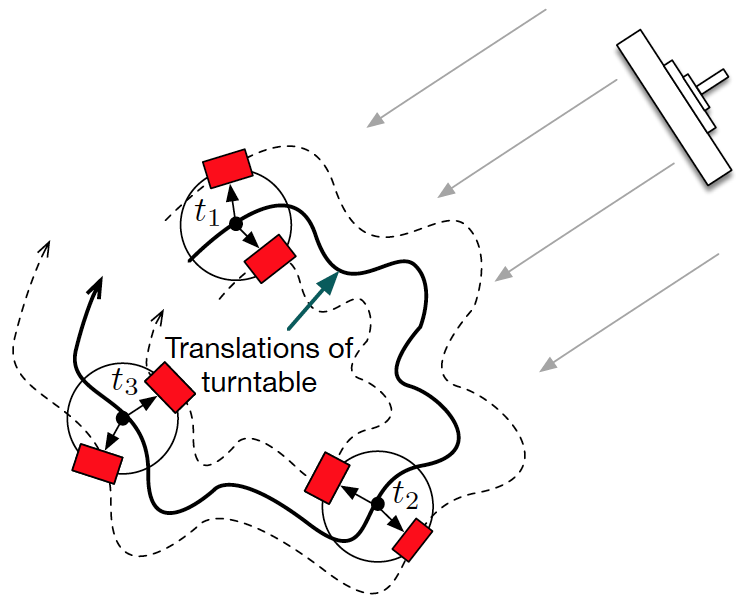 t₁
Translations of
turntable
t₃
t₂